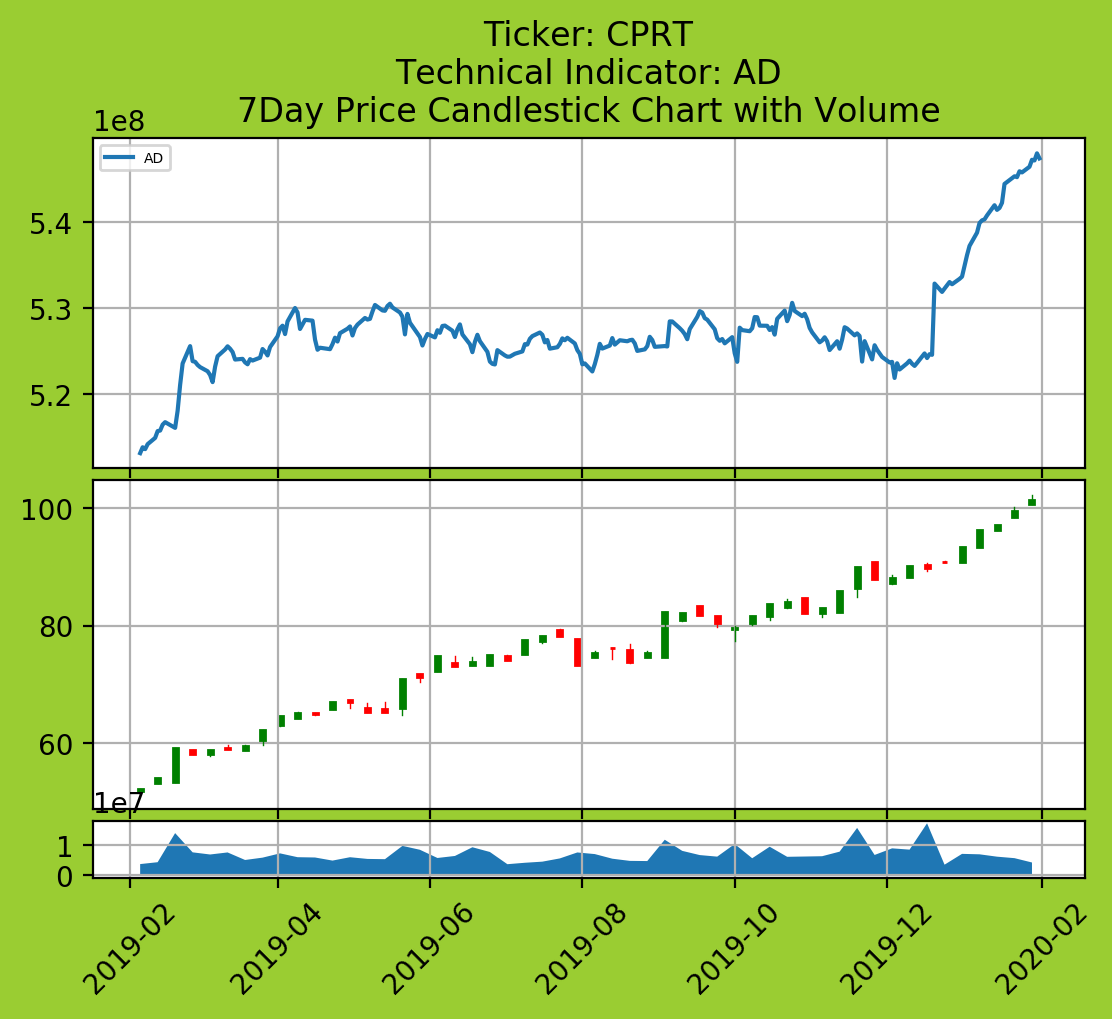 Ticker: CPRT
Technical Indicator: AD
7Day Price Candlestick Chart with Volume
1e8
AD
5.4
5.3
5.2
100
80
60
1e7
1
0
2019-02
2019-04
2019-06
2019-08
2019-10
2019-12
2020-02